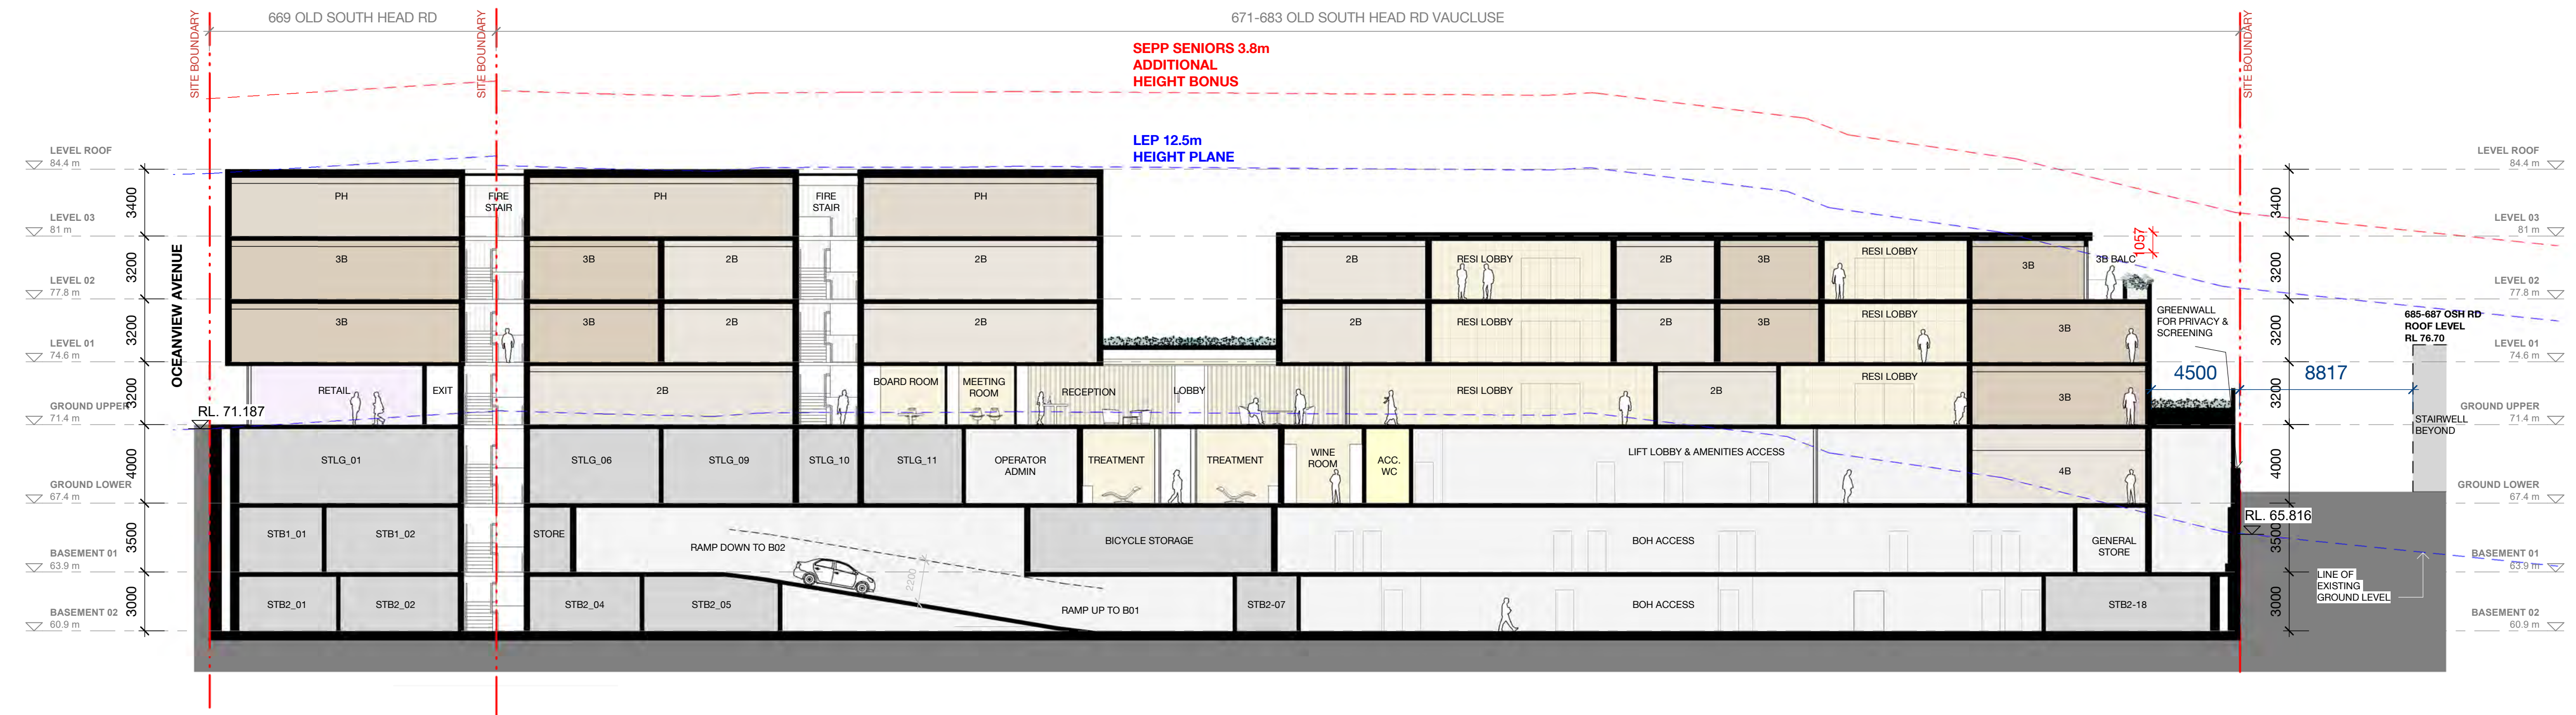 669 OLD SOUTH HEAD RD
671-683 OLD SOUTH HEAD RD VAUCLUSE
SITE BOUNDARY
SITE BOUNDARY
SITE BOUNDARY
SEPP SENIORS 3.8m
ADDITIONAL
HEIGHT BONUS
LEP 12.5m
HEIGHT PLANE
LEVEL ROOF
84.4 m
LEVEL 03
81 m
LEVEL 02
77.8 m
LEVEL 01
74.6 m
GROUND UPPER
71.4 m
GROUND LOWER
67.4 m
BASEMENT 01
63.9 m
BASEMENT 02
60.9 m
3400
3200
3200
3200
4000
3500
3000
OCEANVIEW AVENUE
RL. 71.187
PH
FIRE
STAIR
PH
FIRE
STAIR
PH
3B
3B
2B
2B
2B
RESI LOBBY
2B
3B
RESI LOBBY
3B
3B BALC
1057
3B
3B
2B
2B
2B
RESI LOBBY
2B
3B
RESI LOBBY
3B
GREENWALL
FOR PRIVACY &
SCREENING
RETAIL
EXIT
2B
BOARD ROOM
MEETING
ROOM
RECEPTION
LOBBY
RESI LOBBY
2B
RESI LOBBY
3B
4500
8817
685-687 OSH RD
ROOF LEVEL
RL 76.70
STAIRWELL
BEYOND
STLG_01
STLG_06
STLG_09
STLG_10
STLG_11
OPERATOR
ADMIN
TREATMENT
TREATMENT
WINE
ROOM
ACC.
WC
LIFT LOBBY & AMENITIES ACCESS
4B
STB1_01
STB1_02
STORE
RAMP DOWN TO B02
BICYCLE STORAGE
BOH ACCESS
GENERAL
STORE
RL. 65.816
2200
STB2_01
STB2_02
STB2_04
STB2_05
RAMP UP TO B01
STB2-07
BOH ACCESS
STB2-18
LINE OF
EXISTING
GROUND LEVEL
3400
3200
3200
3200
4000
3500
3000
LEVEL ROOF
84.4 m
LEVEL 03
81 m
LEVEL 02
77.8 m
LEVEL 01
74.6 m
GROUND UPPER
71.4 m
GROUND LOWER
67.4 m
BASEMENT 01
63.9 m
BASEMENT 02
60.9 m